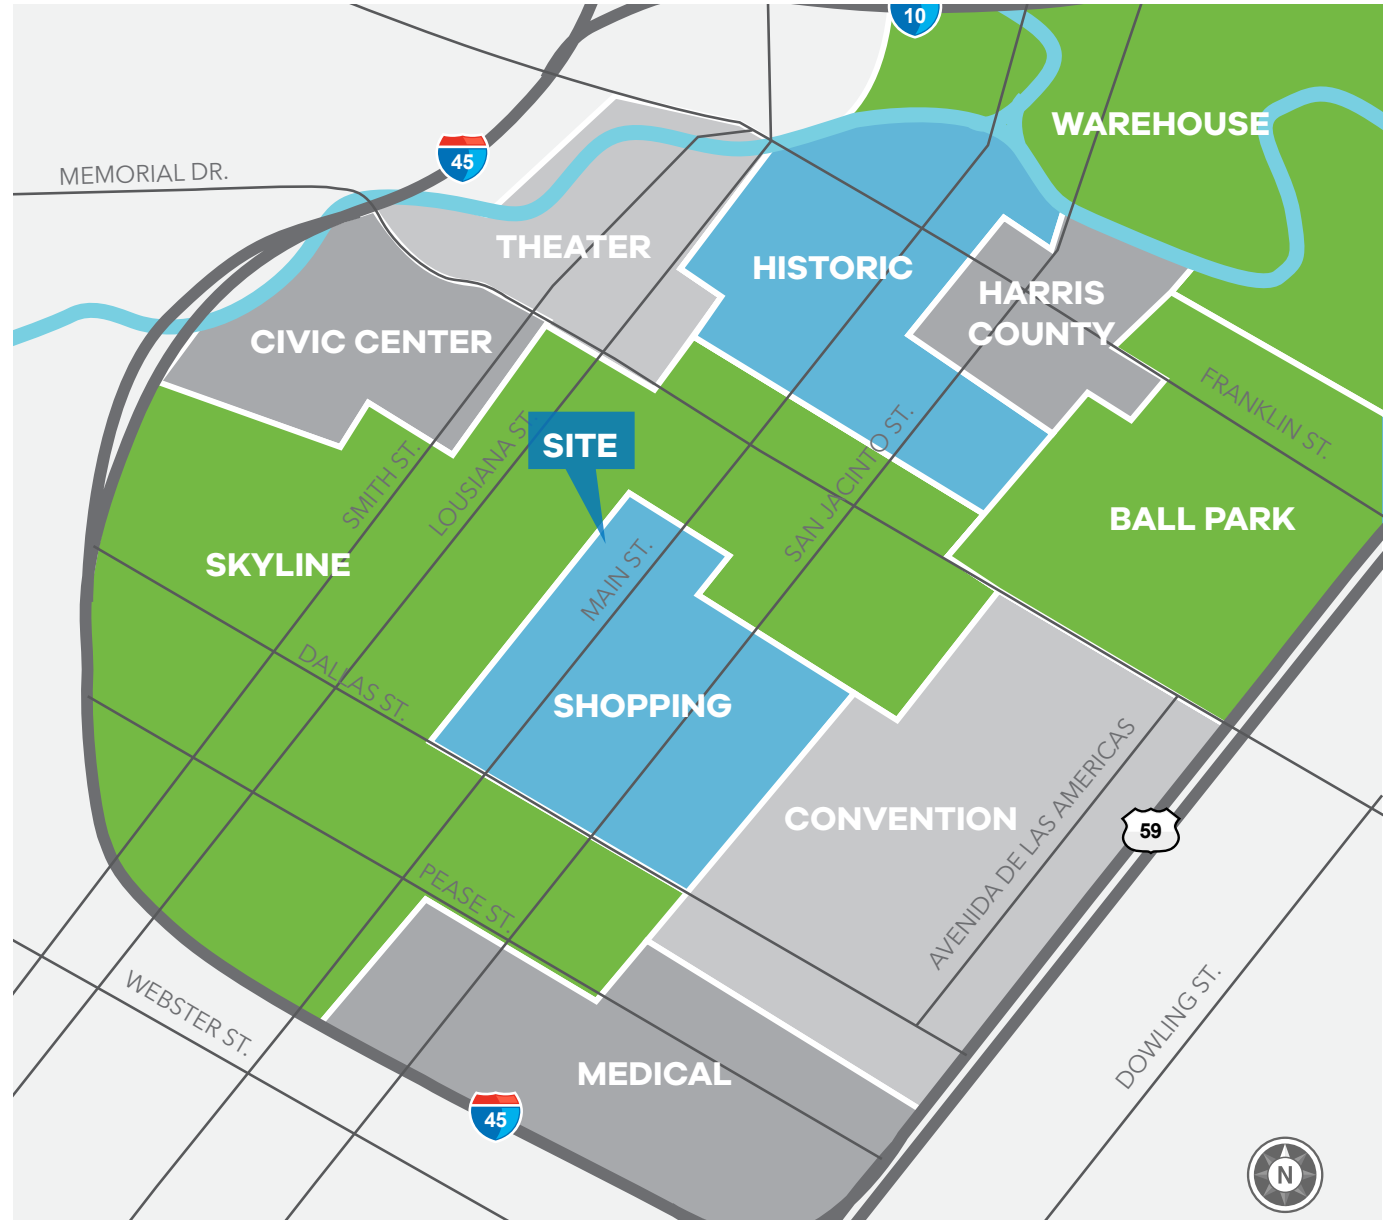 10
WAREHOUSE
45
MEMORIAL DR.
THEATER
HISTORIC
HARRIS
COUNTY
CIVIC CENTER
FRANKLIN ST.
SITE
SMITH ST.
LOUSIANA ST.
SAN JACINTO ST.
BALL PARK
SKYLINE
MAIN ST.
DALLAS ST.
SHOPPING
CONVENTION
AVENIDA DE LAS AMERICAS
59
PEASE ST.
WEBSTER ST.
DOWLING ST.
MEDICAL
45
N